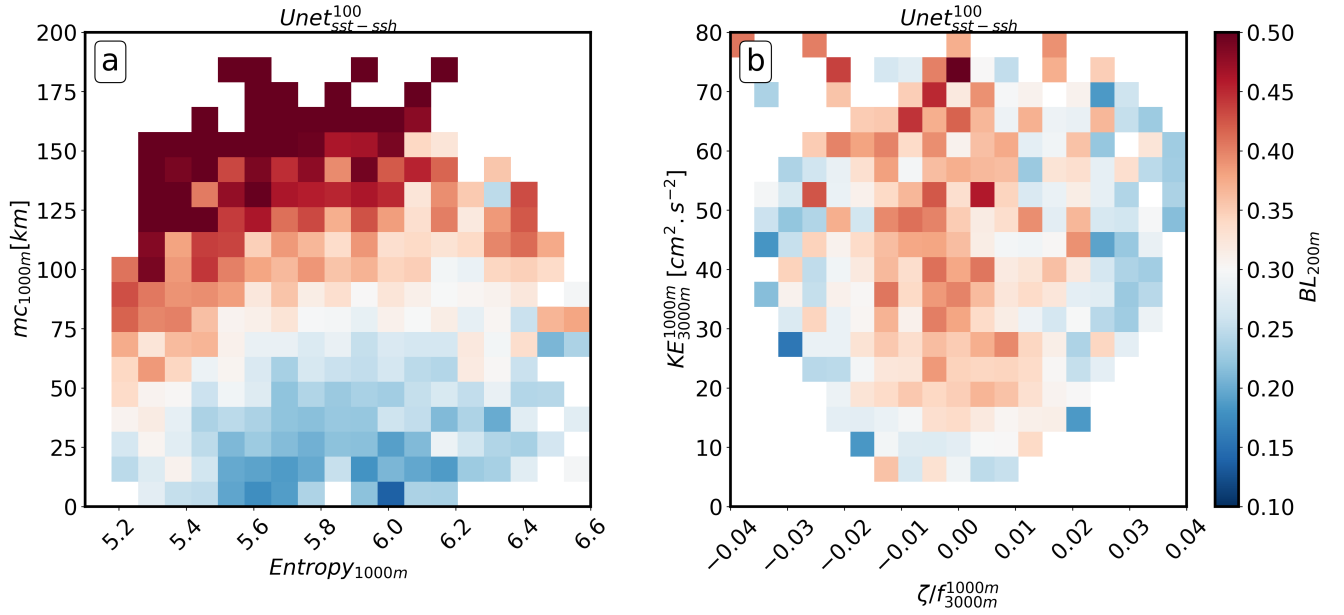 Unet^{100}_{sst−ssh}
a
200
175
150
125
100
75
50
25
0
mc_{1000m}[km]
5.2 5.4 5.6 5.8 6.0 6.2 6.4 6.6
Entropy_{1000m}
Unet^{100}_{sst−ssh}
b
80
70
60
50
40
30
20
10
0
KE^{1000m}_{3000m} [cm^2.s^{−2}]
−0.04 −0.03 −0.02 −0.01 0.00 0.01 0.02 0.03 0.04
ζ/f^{1000m}_{3000m}
0.50
0.45
0.40
0.35
0.30
0.25
0.20
0.15
0.10
BL_{200m}